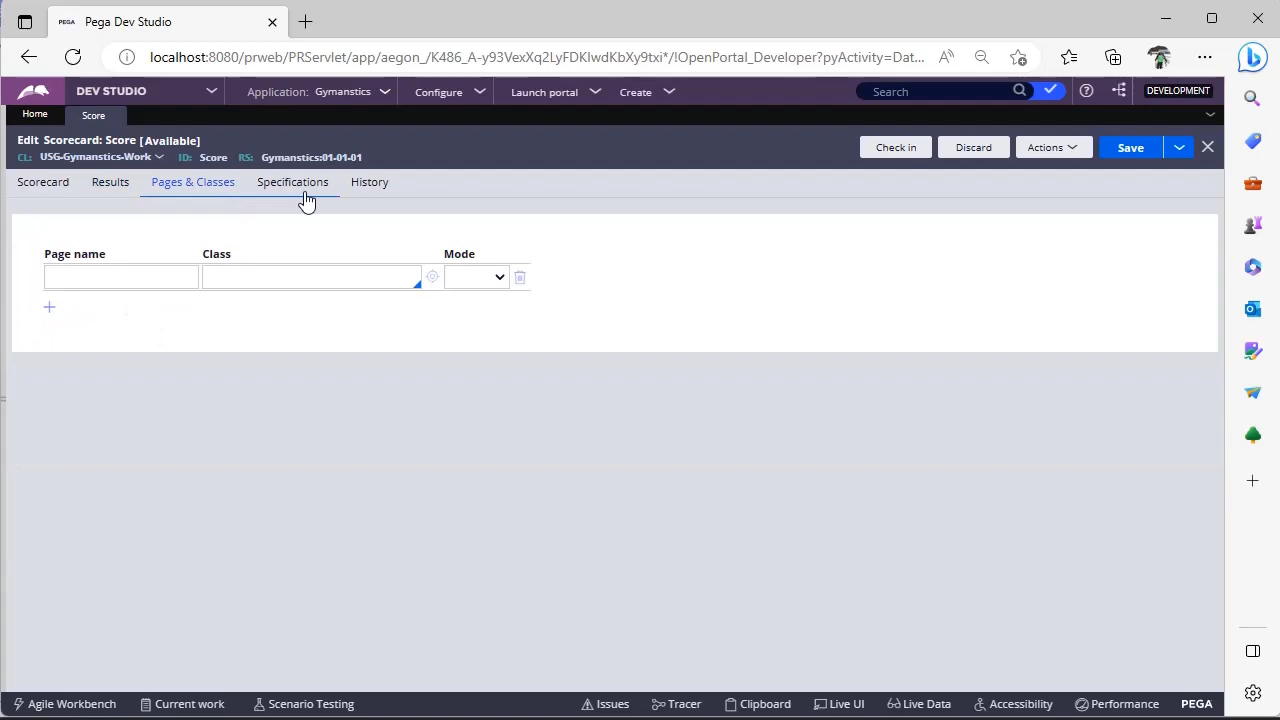 PEGA Pega Dev Studio
localhost:8080/prweb/PRServlet/app/aegon_/K486_A-y93VexXq2LyFDKIwdKbXy9txi*/!OpenPortal_Developer?pyActivity=Dat...
DEV STUDIO Application: Gymanstics Configure Launch portal Create Search DEVELOPMENT
Home Score
Edit Scorecard: Score [Available]
CL: USG-Gymanstics-Work ID: Score RS: Gymanstics:01-01-01
Check in Discard Actions Save
Scorecard Results Pages & Classes Specifications History
Page name Class Mode
Agile Workbench Current work Scenario Testing Issues Tracer Clipboard Live UI Live Data Accessibility Performance PEGA